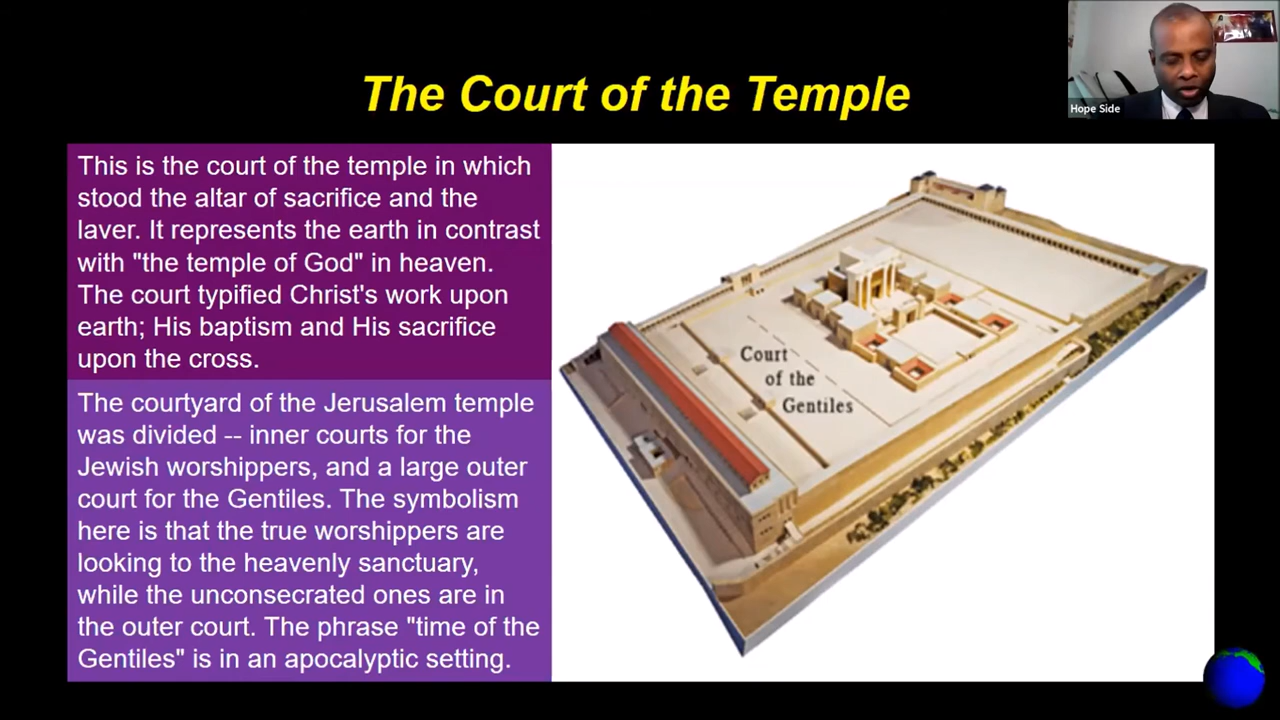 The Court of the Temple
Hope Side
This is the court of the temple in which
stood the altar of sacrifice and the
laver. It represents the earth in contrast
with "the temple of God" in heaven.
The court typified Christ's work upon
earth; His baptism and His sacrifice
upon the cross.
The courtyard of the Jerusalem temple
was divided -- inner courts for the
Jewish worshippers, and a large outer
court for the Gentiles. The symbolism
here is that the true worshippers are
looking to the heavenly sanctuary,
while the unconsecrated ones are in
the outer court. The phrase "time of the
Gentiles" is in an apocalyptic setting.
Court
of the
Gentiles